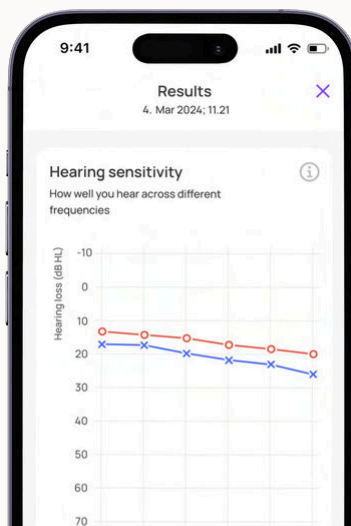 9:41
Results
4. Mar 2024; 11.21
Hearing sensitivity
How well you hear across different
frequencies
Hearing loss (dB HL)
-10
0
10
20
30
40
50
60
70